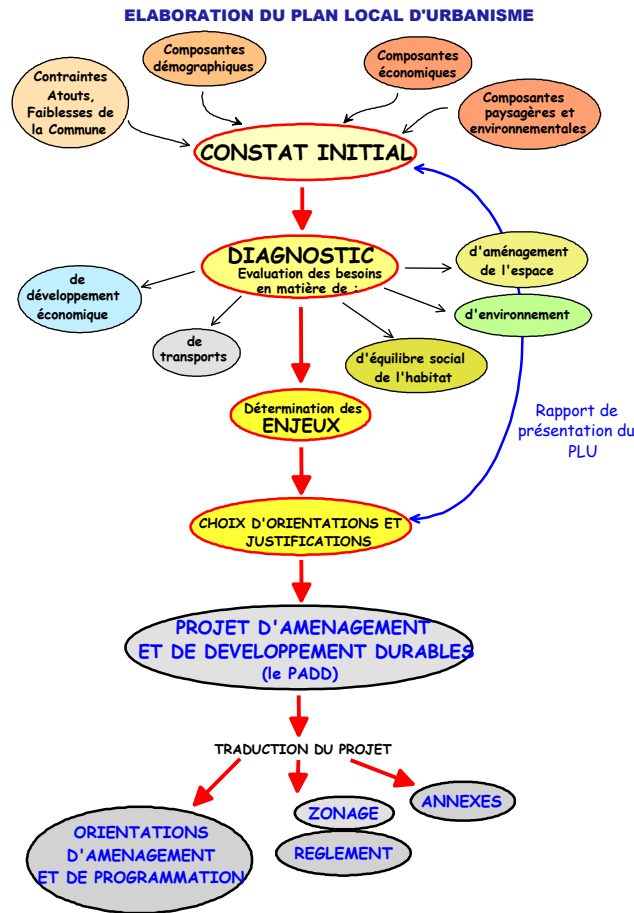 ELABORATION DU PLAN LOCAL D'URBANISME
Contraintes
Atouts,
Faiblesses de
la Commune
Composantes
démographiques
Composantes
économiques
Composantes
paysagères et
environnementales
CONSTAT INITIAL
DIAGNOSTIC
Evaluation des besoins
en matière de :
de
développement
économique
de
transports
d'équilibre social
de l'habitat
d'aménagement
de l'espace
d'environnement
Détermination des
ENJEUX
Rapport de
présentation du
PLU
CHOIX D'ORIENTATIONS ET
JUSTIFICATIONS
PROJET D'AMENAGEMENT
ET DE DEVELOPPEMENT DURABLES
(le PADD)
TRADUCTION DU PROJET
ORIENTATIONS
D'AMENAGEMENT
ET DE PROGRAMMATION
ZONAGE
REGLEMENT
ANNEXES